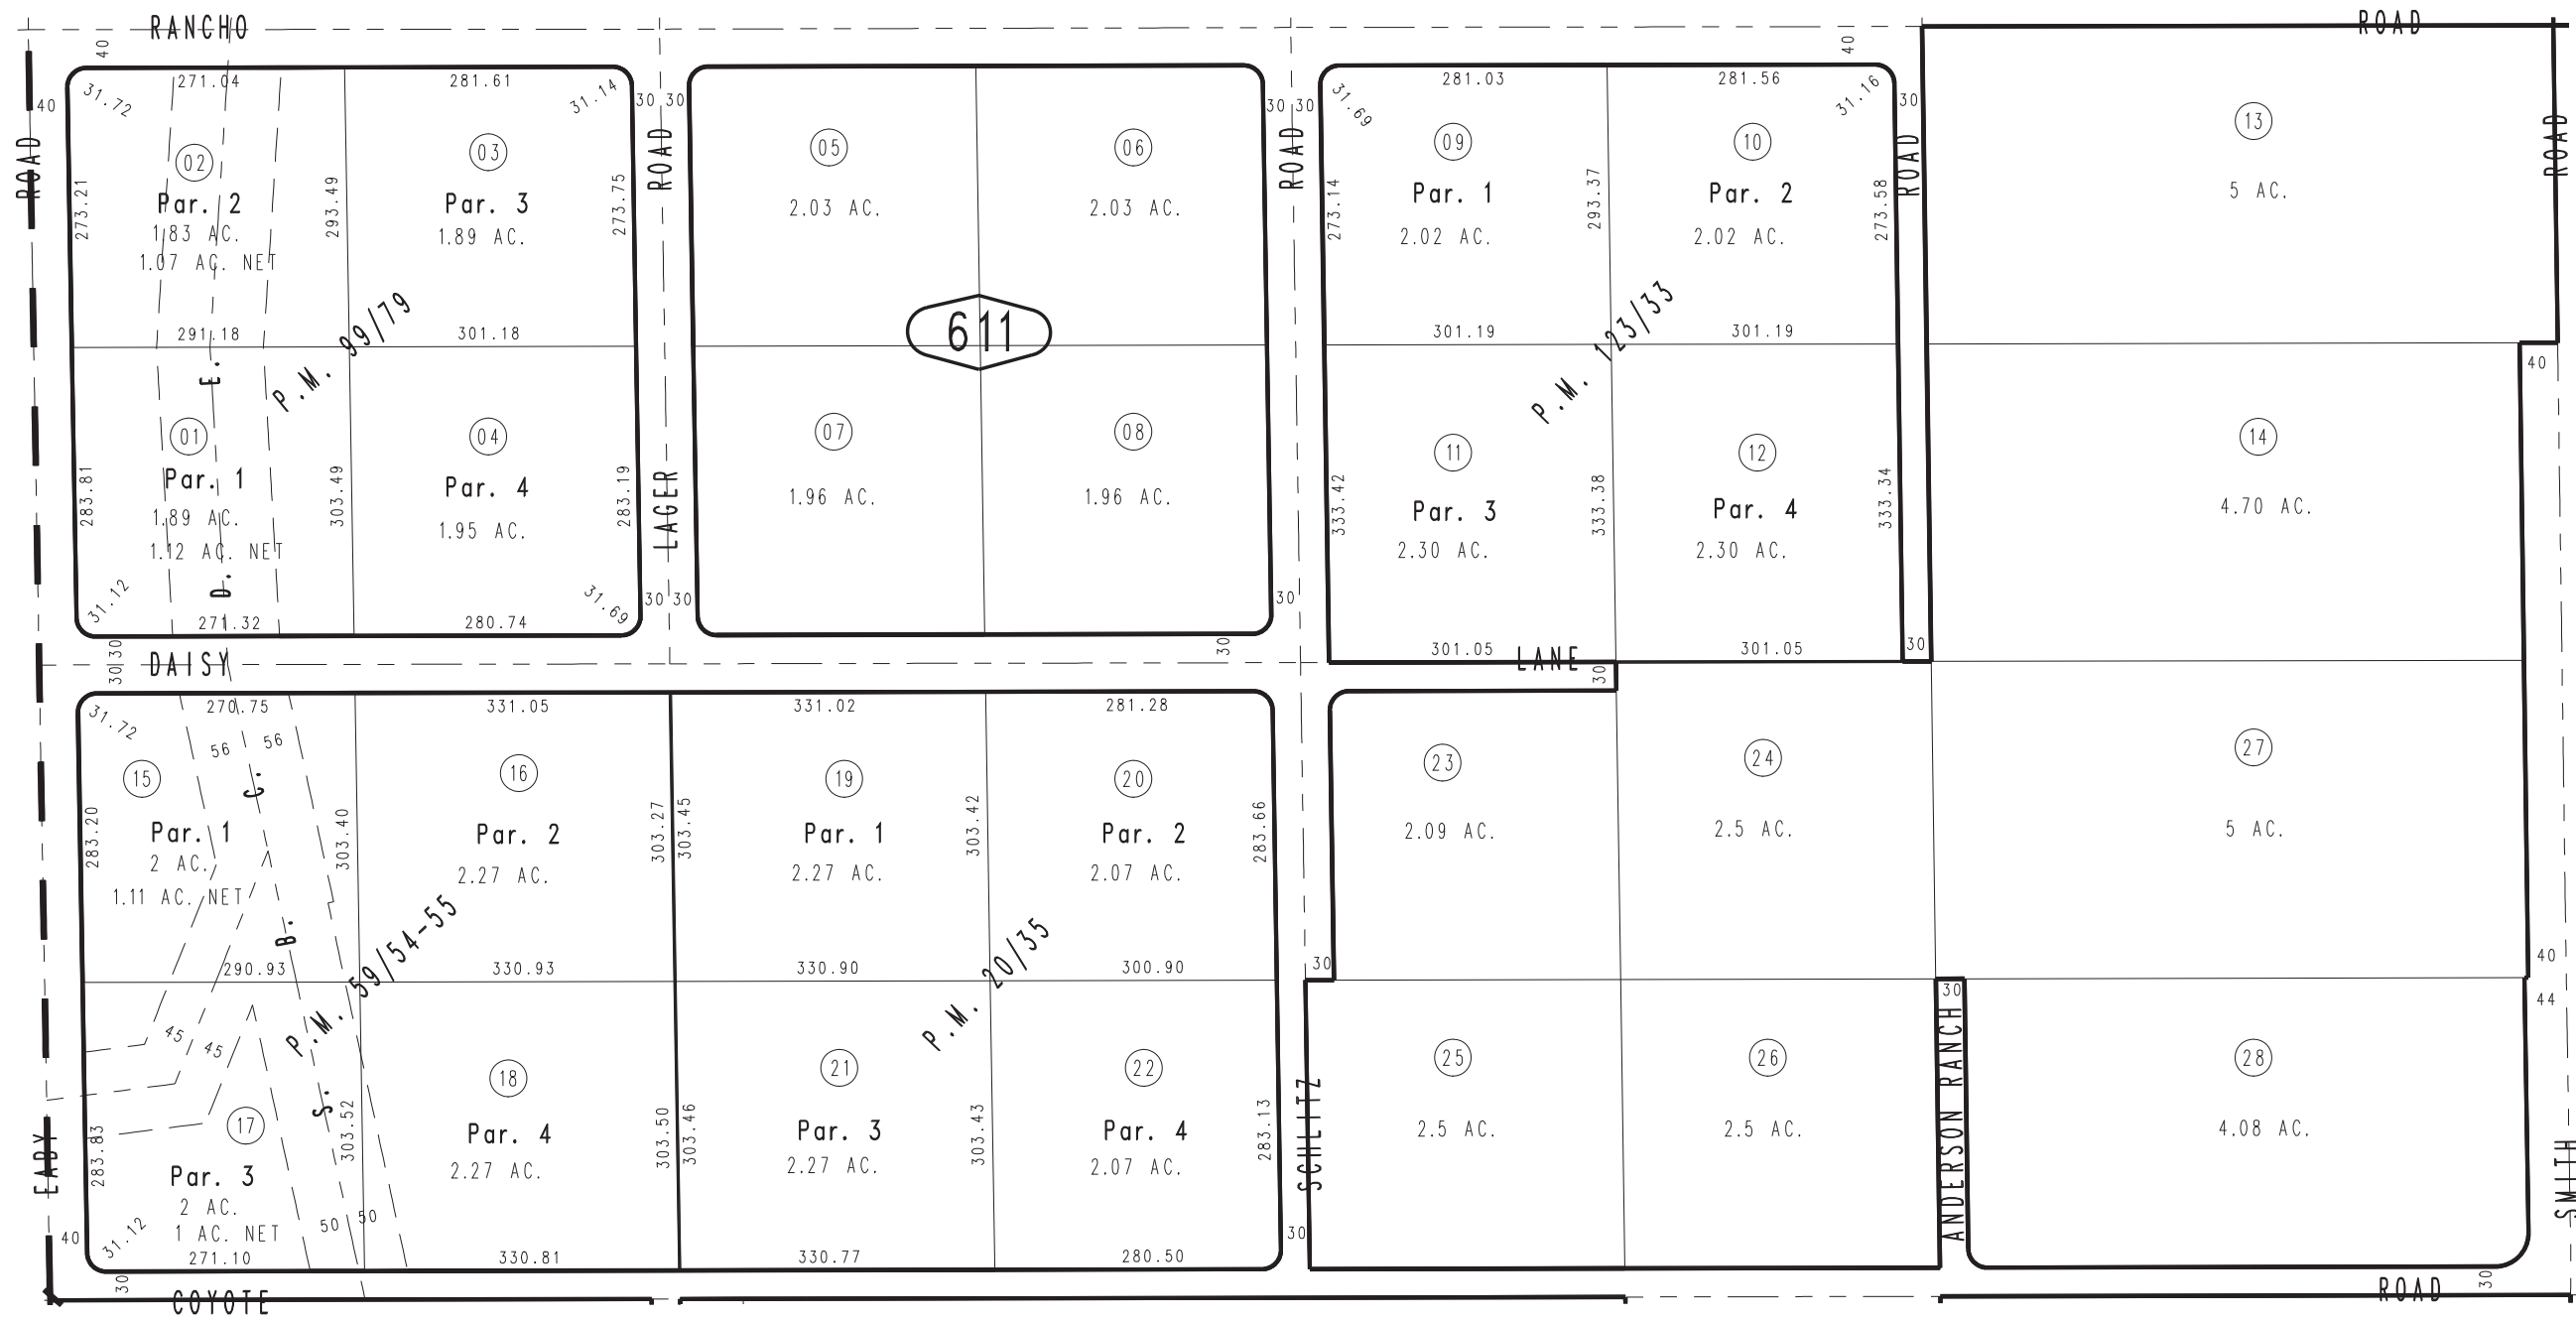 RANCHO ROAD
40 40
271.04 281.61 281.03 281.56
31.72 31.14 31.69 31.16
40 30 30 30 30 30
ROAD ROAD ROAD ROAD ROAD
02 03 05 06 09 10 13
Par. 2 Par. 3 Par. 1 Par. 2
1.83 AC. 1.89 AC. 2.03 AC. 2.03 AC. 2.02 AC. 2.02 AC. 5 AC.
1.07 AC. NET
273.21 293.49 273.75 273.14 293.37 273.58
P.M. 99/79
611
P.M. 123/33
291.18 301.18 301.19 301.19
40
D. E.
01 04 07 08 11 12 14
Par. 1 Par. 4 Par. 3 Par. 4
1.89 AC. 1.95 AC. 1.96 AC. 1.96 AC. 2.30 AC. 2.30 AC. 4.70 AC.
1.12 AC. NET
283.81 303.49 283.19 333.42 333.38 333.34
LAGER
31.12 31.69
30 30 30
271.32 280.74 301.05 301.05
30 30 30 30 30
DAISY LANE
270.75 331.05 331.02 281.28
31.72
56 56
15 16 19 20 23 24 27
Par. 1 Par. 2 Par. 1 Par. 2
2 AC. 2.27 AC. 2.27 AC. 2.07 AC. 2.09 AC. 2.5 AC. 5 AC.
1.11 AC. NET
283.20 303.40 303.27 303.45 303.42 283.66
S. B. C.
P.M. 59/54-55
P.M. 20/35
290.93 330.93 330.90 300.90
30 40
30 44
45 45
17 18 21 22 25 26 28
Par. 3 Par. 4 Par. 3 Par. 4
2 AC. 2.27 AC. 2.27 AC. 2.07 AC. 2.5 AC. 2.5 AC. 4.08 AC.
1 AC. NET
283.83 303.52 303.50 303.46 303.43 283.13
EABY SCHLITZ ANDERSON RANCH SMITH
50 50
31.12
40 30
271.10 330.81 330.77 280.50
30 30
COYOTE ROAD